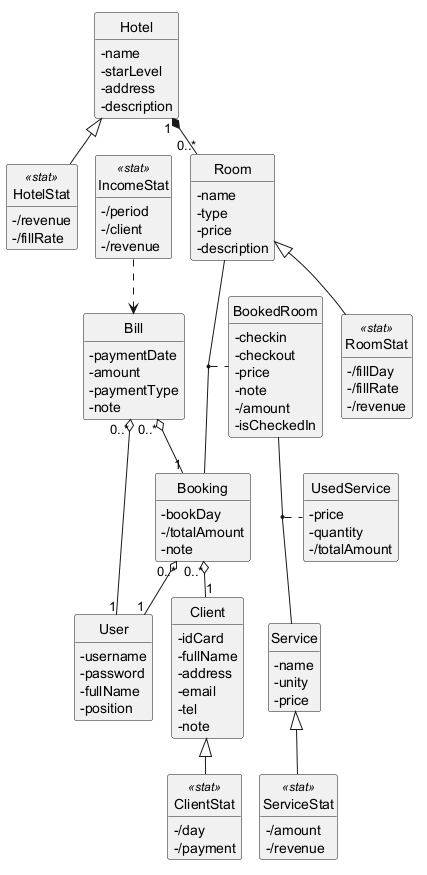 Hotel
-name
-starLevel
-address
-description
1
0..*
«stat»
HotelStat
-/revenue
-/fillRate
«stat»
IncomeStat
-/period
-/client
-/revenue
Room
-name
-type
-price
-description
Bill
-paymentDate
-amount
-paymentType
-note
BookedRoom
-checkin
-checkout
-price
-note
-/amount
-isCheckedIn
«stat»
RoomStat
-/fillDay
-/fillRate
-/revenue
0..*
0..*
1
Booking
-bookDay
-/totalAmount
-note
UsedService
-price
-quantity
-/totalAmount
0..*
0..*
1
1
1
User
-username
-password
-fullName
-position
Client
-idCard
-fullName
-address
-email
-tel
-note
Service
-name
-unity
-price
«stat»
ClientStat
-/day
-/payment
«stat»
ServiceStat
-/amount
-/revenue